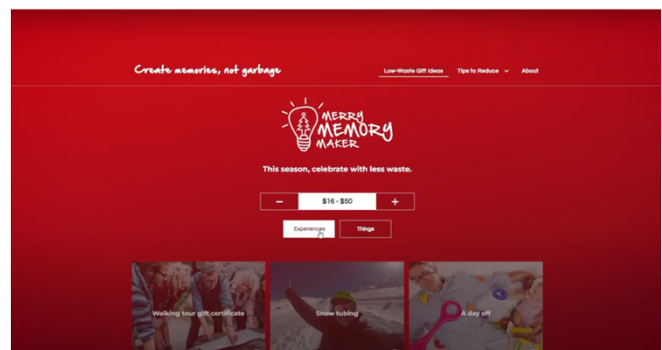 Create memories, not garbage
Low-Waste Gift Ideas Tips to Reduce About
MERRY
MEMORY
MAKER
This season, celebrate with less waste.
− $16 - $50 +
Experiences Things
Walking tour gift certificate Snow tubing A day off